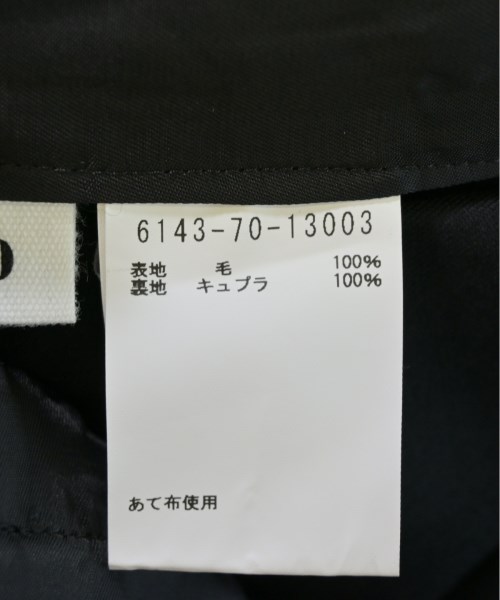 6143-70-13003
表地 毛 100%
裏地 キュプラ 100%
あて布使用